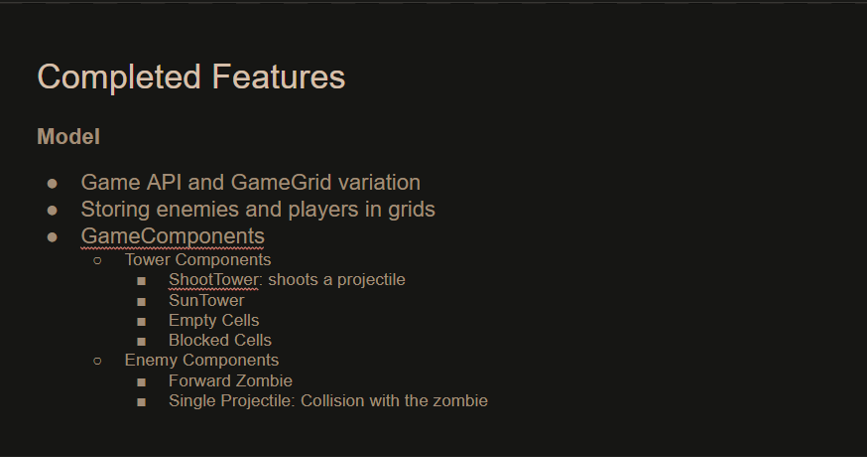 Completed Features
Model
● Game API and GameGrid variation
● Storing enemies and players in grids
● GameComponents
○ Tower Components
■ ShootTower: shoots a projectile
■ SunTower
■ Empty Cells
■ Blocked Cells
○ Enemy Components
■ Forward Zombie
■ Single Projectile: Collision with the zombie